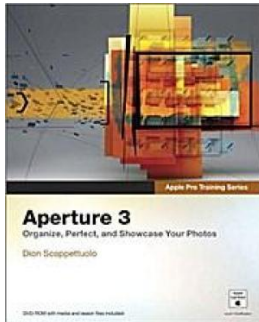 Apple Pro Training Series
Aperture 3
Organize, Perfect, and Showcase Your Photos
Dion Scoppettuolo
DVD-ROM with media and lesson files included